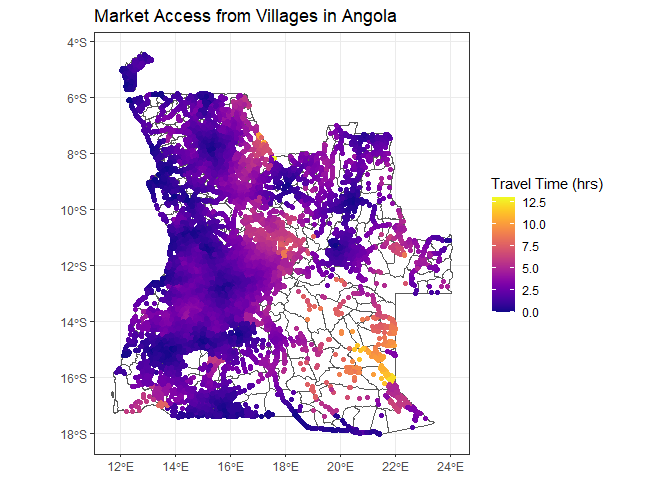 Market Access from Villages in Angola
4°S
6°S
8°S
10°S
12°S
14°S
16°S
18°S
12°E 14°E 16°E 18°E 20°E 22°E 24°E
Travel Time (hrs)
12.5
10.0
7.5
5.0
2.5
0.0